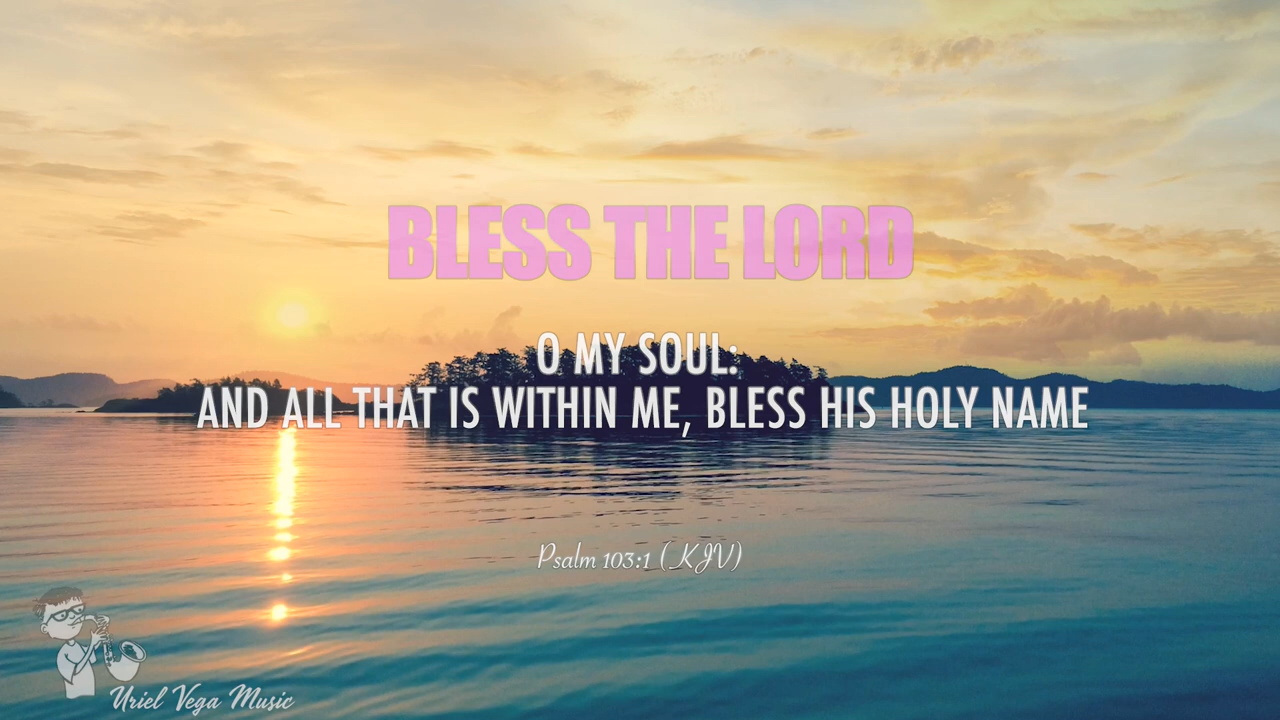 BLESS THE LORD
O MY SOUL:
AND ALL THAT IS WITHIN ME, BLESS HIS HOLY NAME
Psalm 103:1 (KJV)
Uriel Vega Music